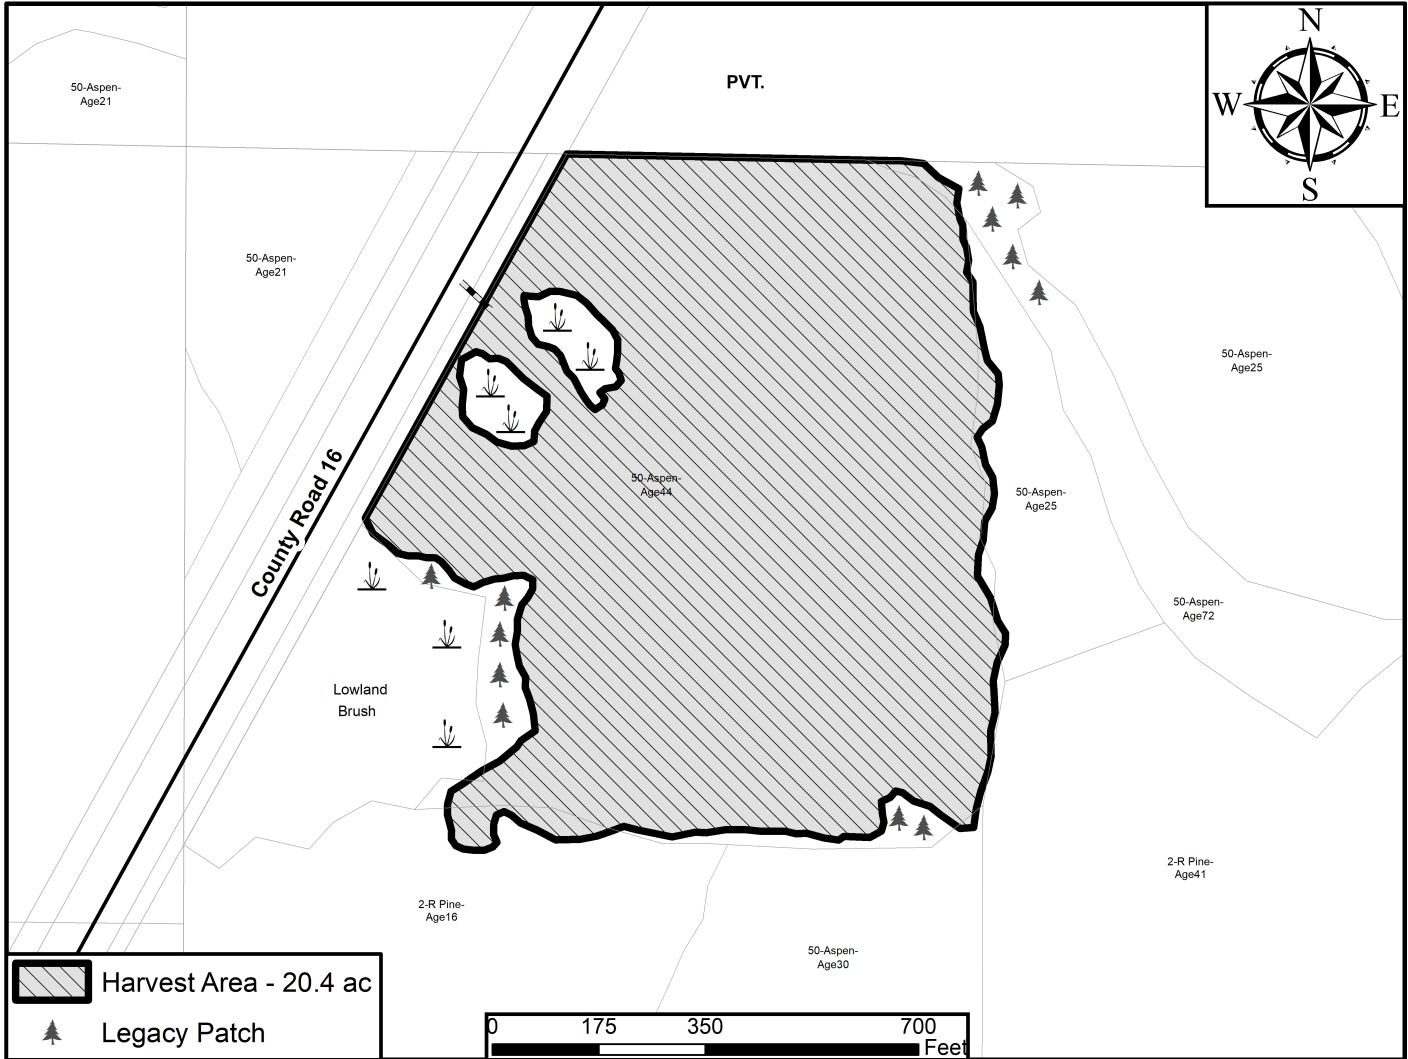 N
W
E
S
PVT.
50-Aspen-
Age21
50-Aspen-
Age21
50-Aspen-
Age25
County Road 16
50-Aspen-
Age44
50-Aspen-
Age25
50-Aspen-
Age72
Lowland
Brush
2-R Pine-
Age41
2-R Pine-
Age16
50-Aspen-
Age30
Harvest Area - 20.4 ac
Legacy Patch
0 175 350 700
Feet